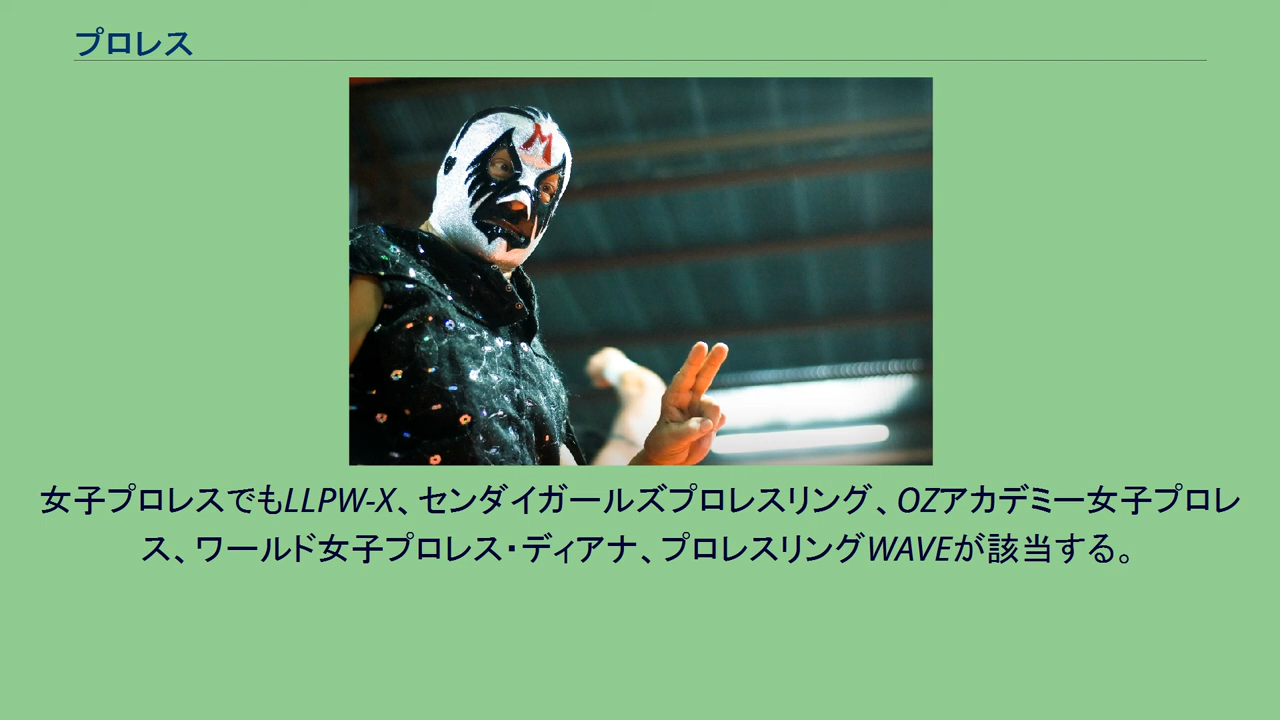 プロレス
M
女子プロレスでもLLPW-X、センダイガールズプロレスリング、OZアカデミー女子プロレ
ス、ワールド女子プロレス・ディアナ、プロレスリングWAVEが該当する。